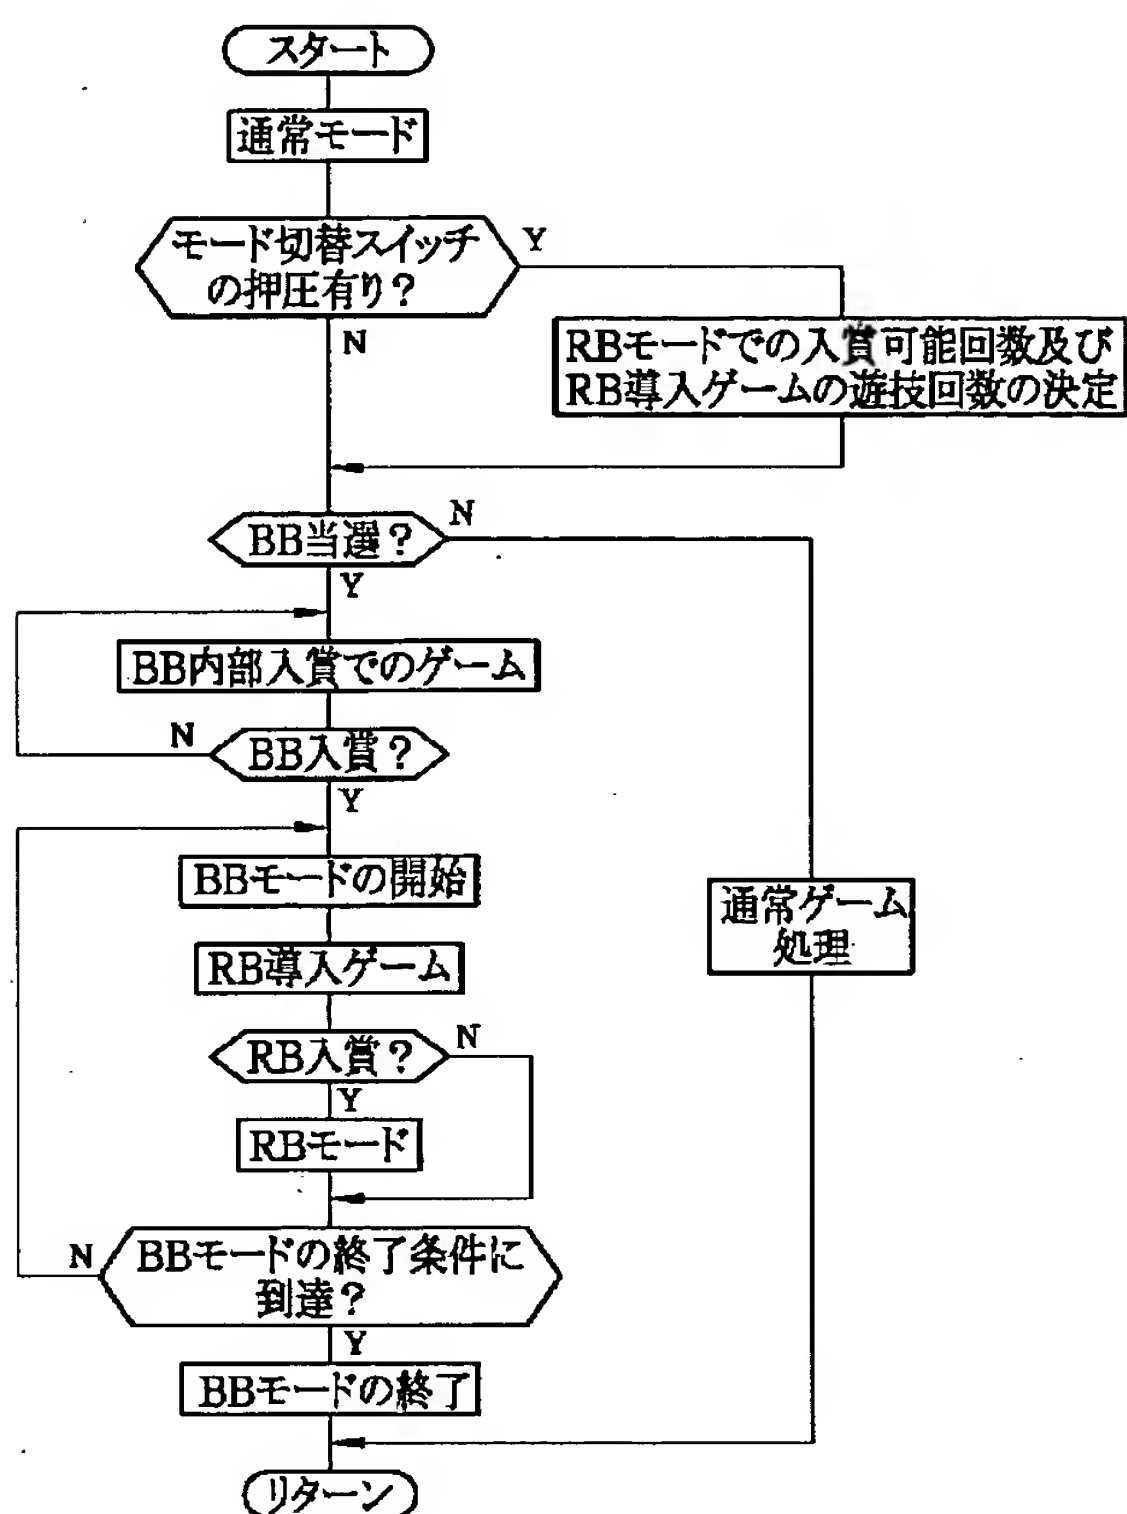 スタート
通常モード
モード切替スイッチ
の押圧有り?
Y
N
RBモードでの入賞可能回数及び
RB導入ゲームの遊技回数の決定
BB当選?
N
Y
BB内部入賞でのゲーム
N
BB入賞?
Y
BBモードの開始
通常ゲーム
処理
RB導入ゲーム
RB入賞?
N
Y
RBモード
N
BBモードの終了条件に
到達?
Y
BBモードの終了
リターン